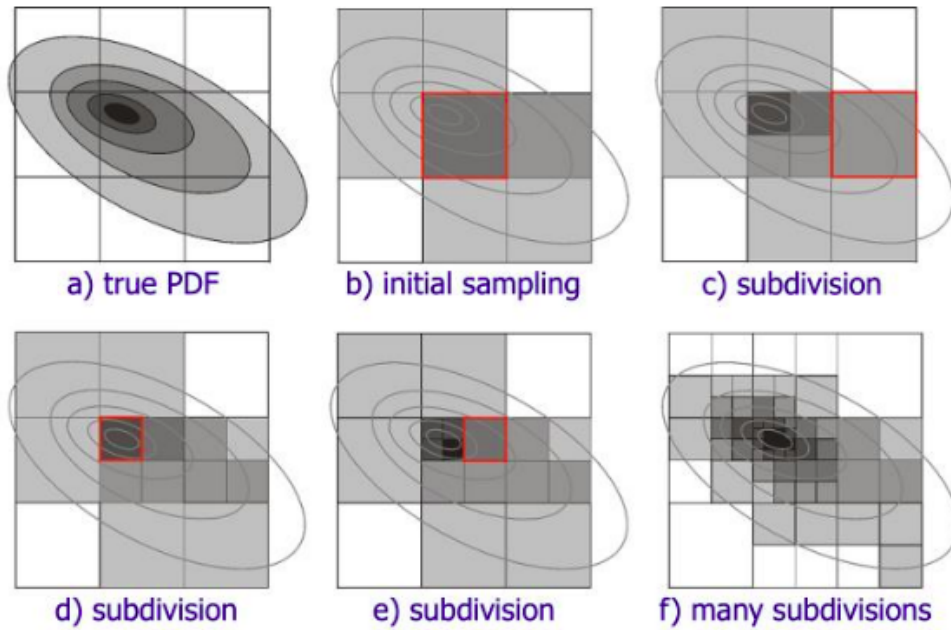 a) true PDF
b) initial sampling
c) subdivision
d) subdivision
e) subdivision
f) many subdivisions